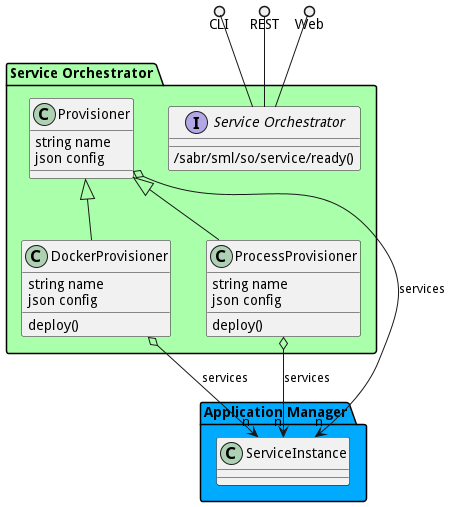 CLI
REST
Web
Service Orchestrator
Provisioner
string name
json config
Service Orchestrator
/sabr/sml/so/service/ready()
DockerProvisioner
string name
json config
deploy()
ProcessProvisioner
string name
json config
deploy()
services
services
services
n
n
n
Application Manager
ServiceInstance
C
I
C
C
C